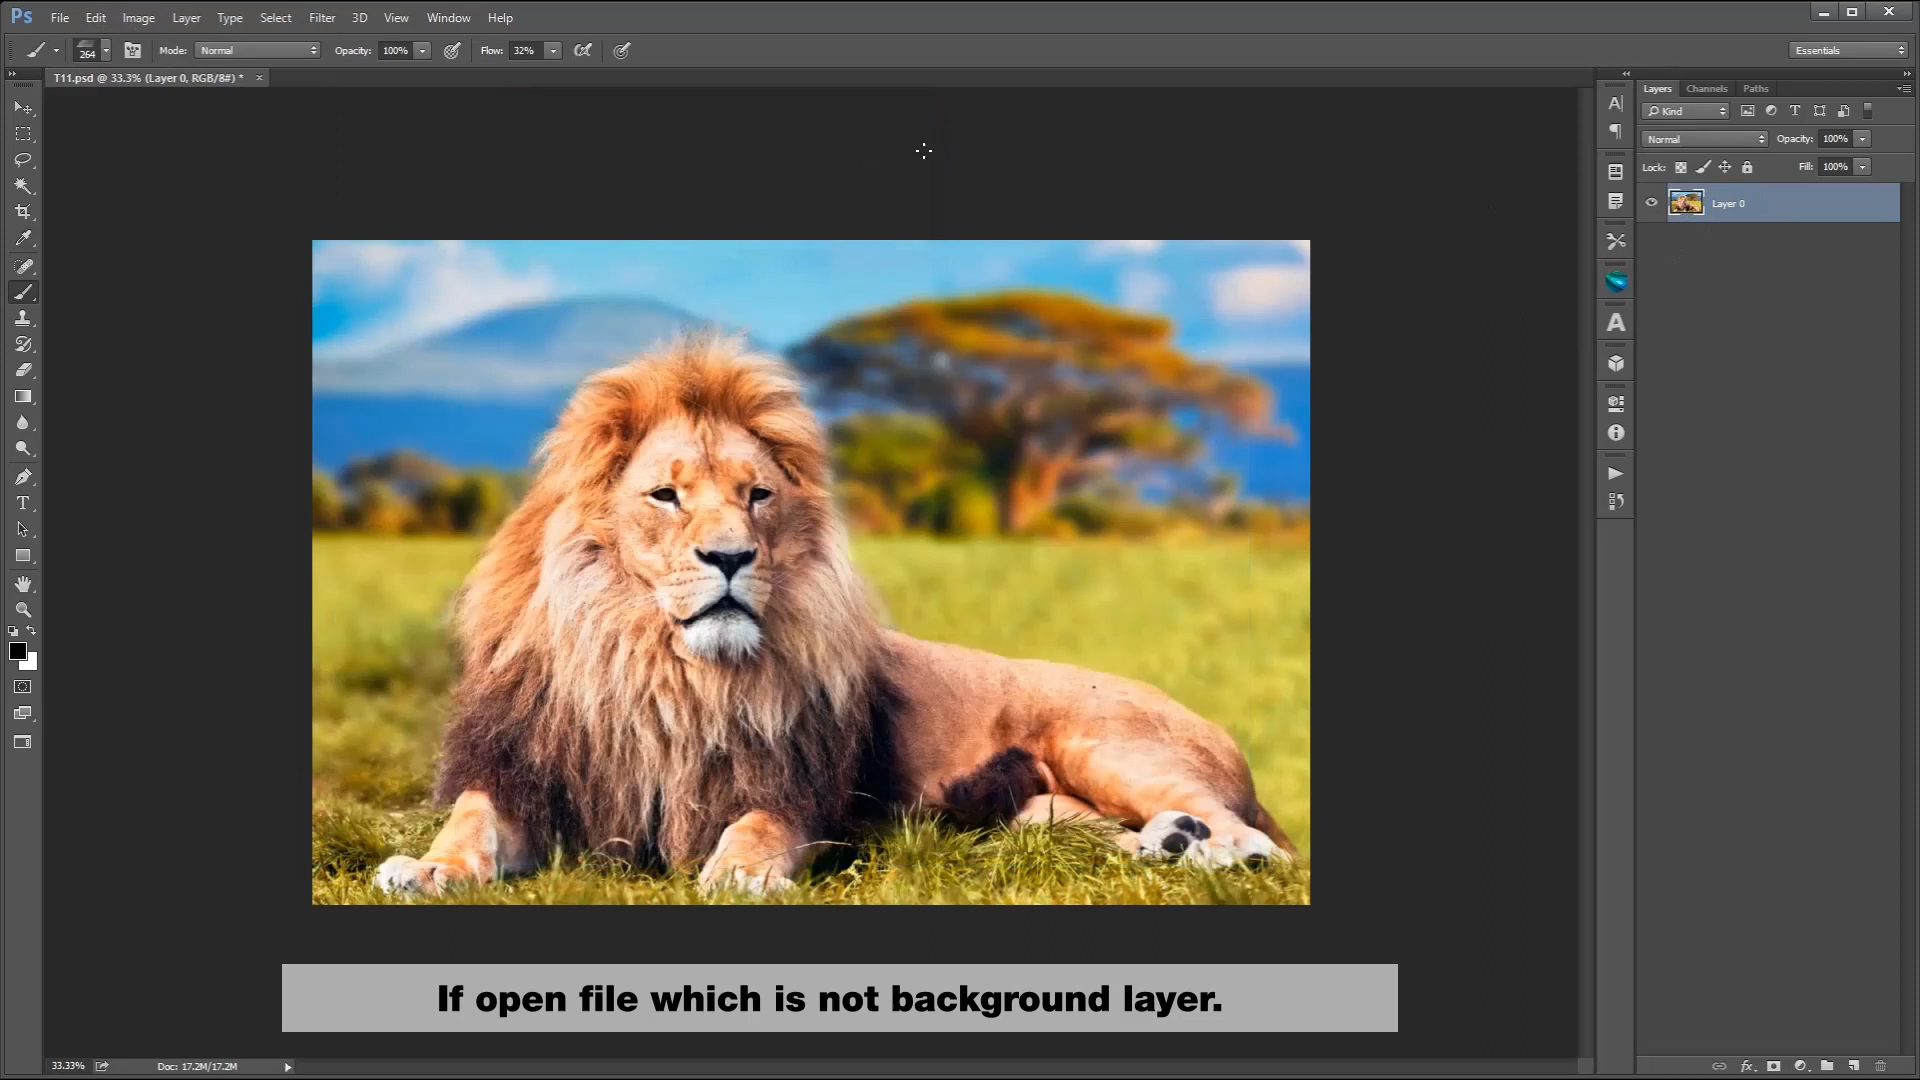 Ps File Edit Image Layer Type Select Filter 3D View Window Help
264 Mode: Normal Opacity: 100% Flow: 32% Essentials
T11.psd @ 33.3% (Layer 0, RGB/8#) * ×
Layers Channels Paths
Kind
Normal Opacity: 100%
Lock: Fill: 100%
Layer 0
If open file which is not background layer.
33.33% Doc: 17.2M/17.2M